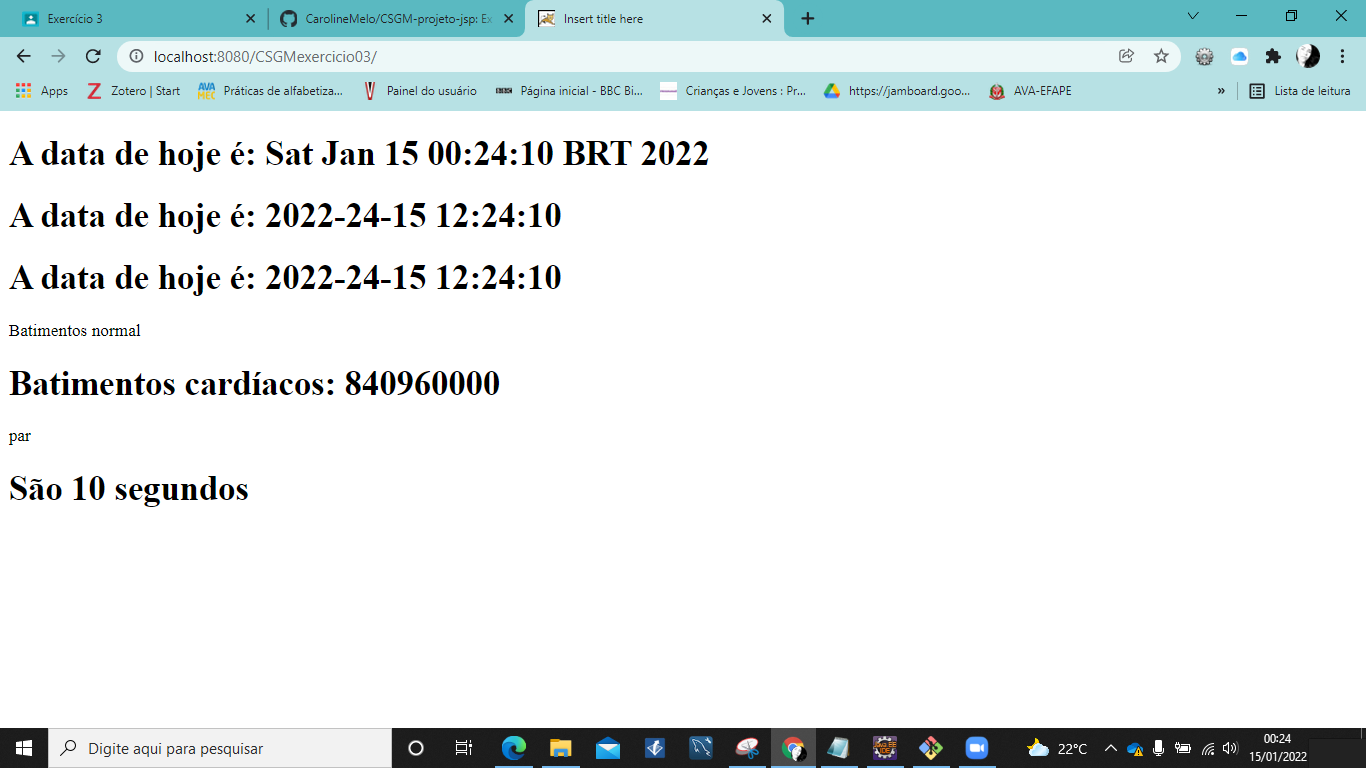 Exercício 3
CarolineMelo/CSGM-projeto-jsp: Ex
Insert title here
localhost:8080/CSGMexercicio03/
Apps
Zotero | Start
AVA MEC
Práticas de alfabetiza...
Painel do usuário
Página inicial - BBC Bi...
Crianças e Jovens : Pr...
https://jamboard.goo...
AVA-EFAPE
»
Lista de leitura
A data de hoje é: Sat Jan 15 00:24:10 BRT 2022
A data de hoje é: 2022-24-15 12:24:10
A data de hoje é: 2022-24-15 12:24:10
Batimentos normal
Batimentos cardíacos: 840960000
par
São 10 segundos
Digite aqui para pesquisar
22°C
00:24
15/01/2022